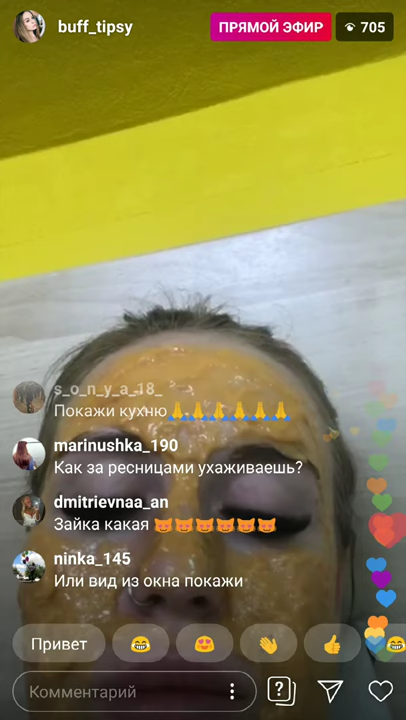 buff_tipsy
ПРЯМОЙ ЭФИР
705
s_o_n_y_a_18_
Покажи кухню🙏🙏🙏🙏🙏🙏
marinushka_190
Как за ресницами ухаживаешь?
dmitrievnaa_an
Зайка какая 😻😻😻😻😻😻
ninka_145
Или вид из окна покажи
Привет
Комментарий